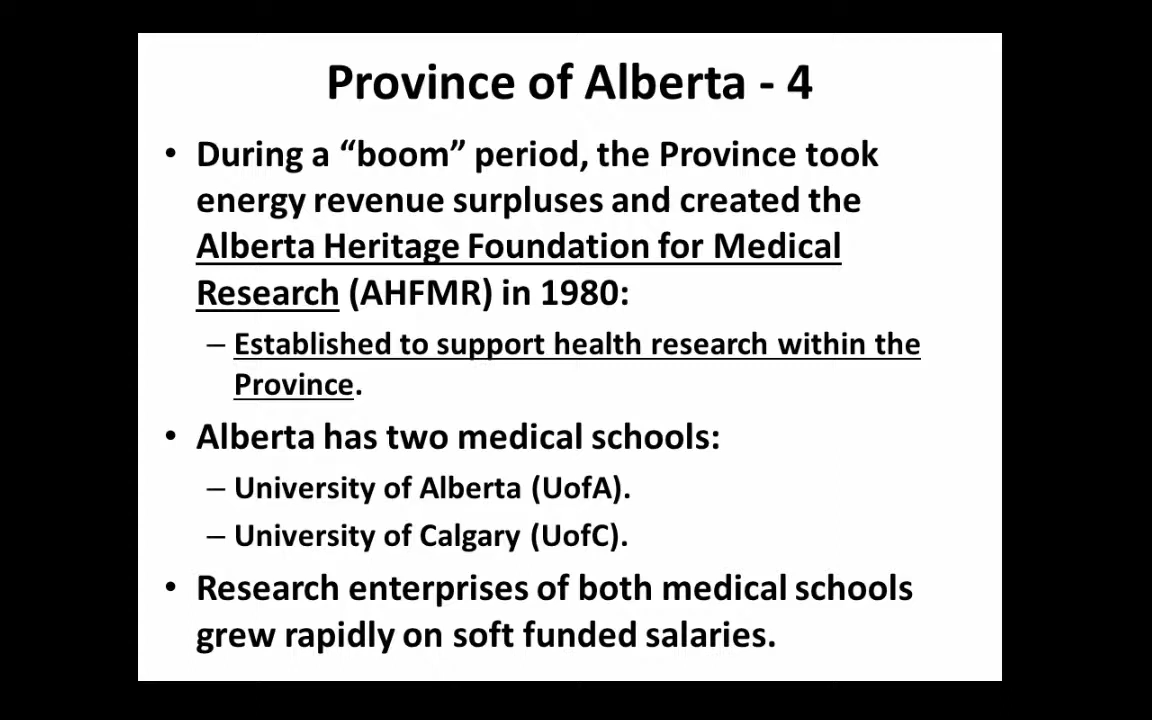 Province of Alberta - 4
• During a “boom” period, the Province took
energy revenue surpluses and created the
Alberta Heritage Foundation for Medical
Research (AHFMR) in 1980:
– Established to support health research within the
Province.
• Alberta has two medical schools:
– University of Alberta (UofA).
– University of Calgary (UofC).
• Research enterprises of both medical schools
grew rapidly on soft funded salaries.